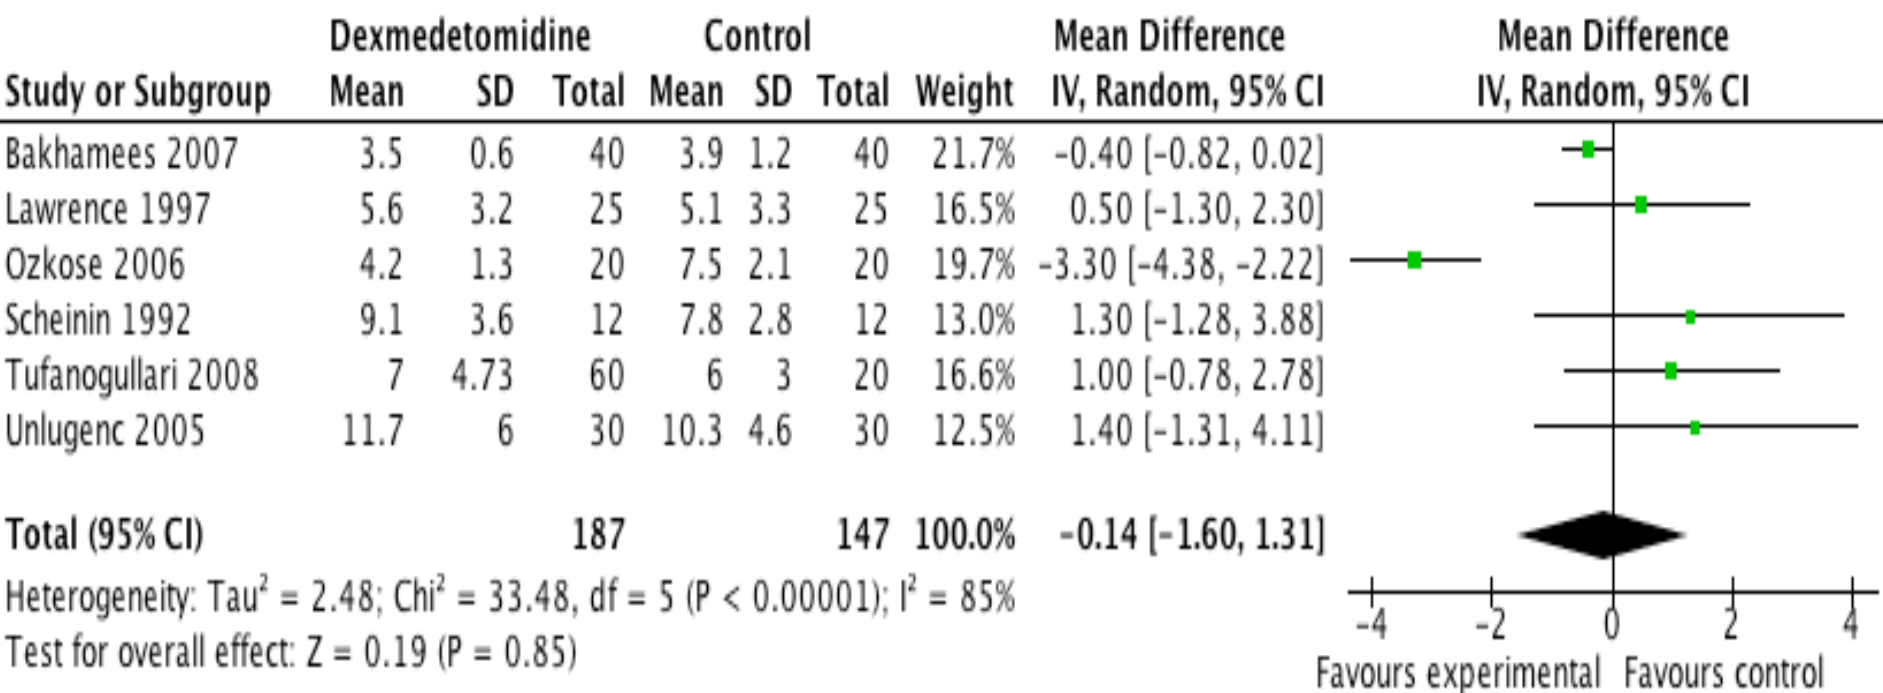 Dexmedetomidine Control Mean Difference Mean Difference
Study or Subgroup Mean SD Total Mean SD Total Weight IV, Random, 95% CI IV, Random, 95% CI
Bakhamees 2007 3.5 0.6 40 3.9 1.2 40 21.7% −0.40 [−0.82, 0.02]
Lawrence 1997 5.6 3.2 25 5.1 3.3 25 16.5% 0.50 [−1.30, 2.30]
Ozkose 2006 4.2 1.3 20 7.5 2.1 20 19.7% −3.30 [−4.38, −2.22]
Scheinin 1992 9.1 3.6 12 7.8 2.8 12 13.0% 1.30 [−1.28, 3.88]
Tufanogullari 2008 7 4.73 60 6 3 20 16.6% 1.00 [−0.78, 2.78]
Unlugenc 2005 11.7 6 30 10.3 4.6 30 12.5% 1.40 [−1.31, 4.11]
Total (95% CI) 187 147 100.0% −0.14 [−1.60, 1.31]
Heterogeneity: Tau² = 2.48; Chi² = 33.48, df = 5 (P < 0.00001); I² = 85%
Test for overall effect: Z = 0.19 (P = 0.85)
−4 −2 0 2 4
Favours experimental Favours control